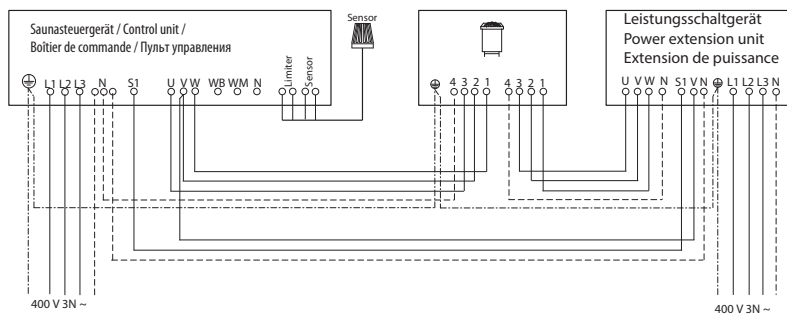 Saunasteuergerät / Control unit /
Boîtier de commande / Пульт управления
Sensor
Leistungsschaltgerät
Power extension unit
Extension de puissance
L1 L2 L3 N S1 U V W WB WM N
Limiter
Sensor
4 3 2 1 4 3 2 1
U V W N S1 V N L1 L2 L3 N
400 V 3N ~
400 V 3N ~